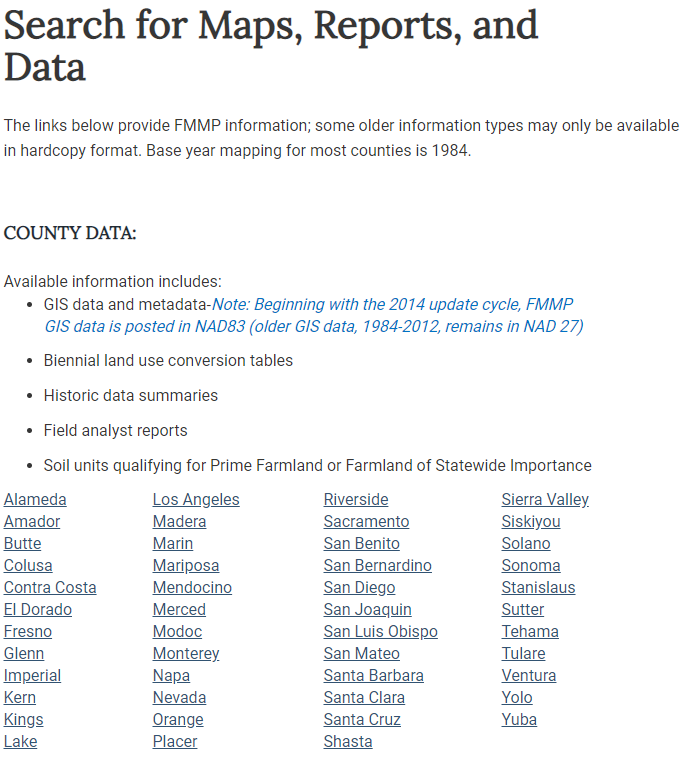 Search for Maps, Reports, and
Data
The links below provide FMMP information; some older information types may only be available
in hardcopy format. Base year mapping for most counties is 1984.
COUNTY DATA:
Available information includes:
• GIS data and metadata-Note: Beginning with the 2014 update cycle, FMMP
GIS data is posted in NAD83 (older GIS data, 1984-2012, remains in NAD 27)
• Biennial land use conversion tables
• Historic data summaries
• Field analyst reports
• Soil units qualifying for Prime Farmland or Farmland of Statewide Importance
Alameda
Amador
Butte
Colusa
Contra Costa
El Dorado
Fresno
Glenn
Imperial
Kern
Kings
Lake
Los Angeles
Madera
Marin
Mariposa
Mendocino
Merced
Modoc
Monterey
Napa
Nevada
Orange
Placer
Riverside
Sacramento
San Benito
San Bernardino
San Diego
San Joaquin
San Luis Obispo
San Mateo
Santa Barbara
Santa Clara
Santa Cruz
Shasta
Sierra Valley
Siskiyou
Solano
Sonoma
Stanislaus
Sutter
Tehama
Tulare
Ventura
Yolo
Yuba